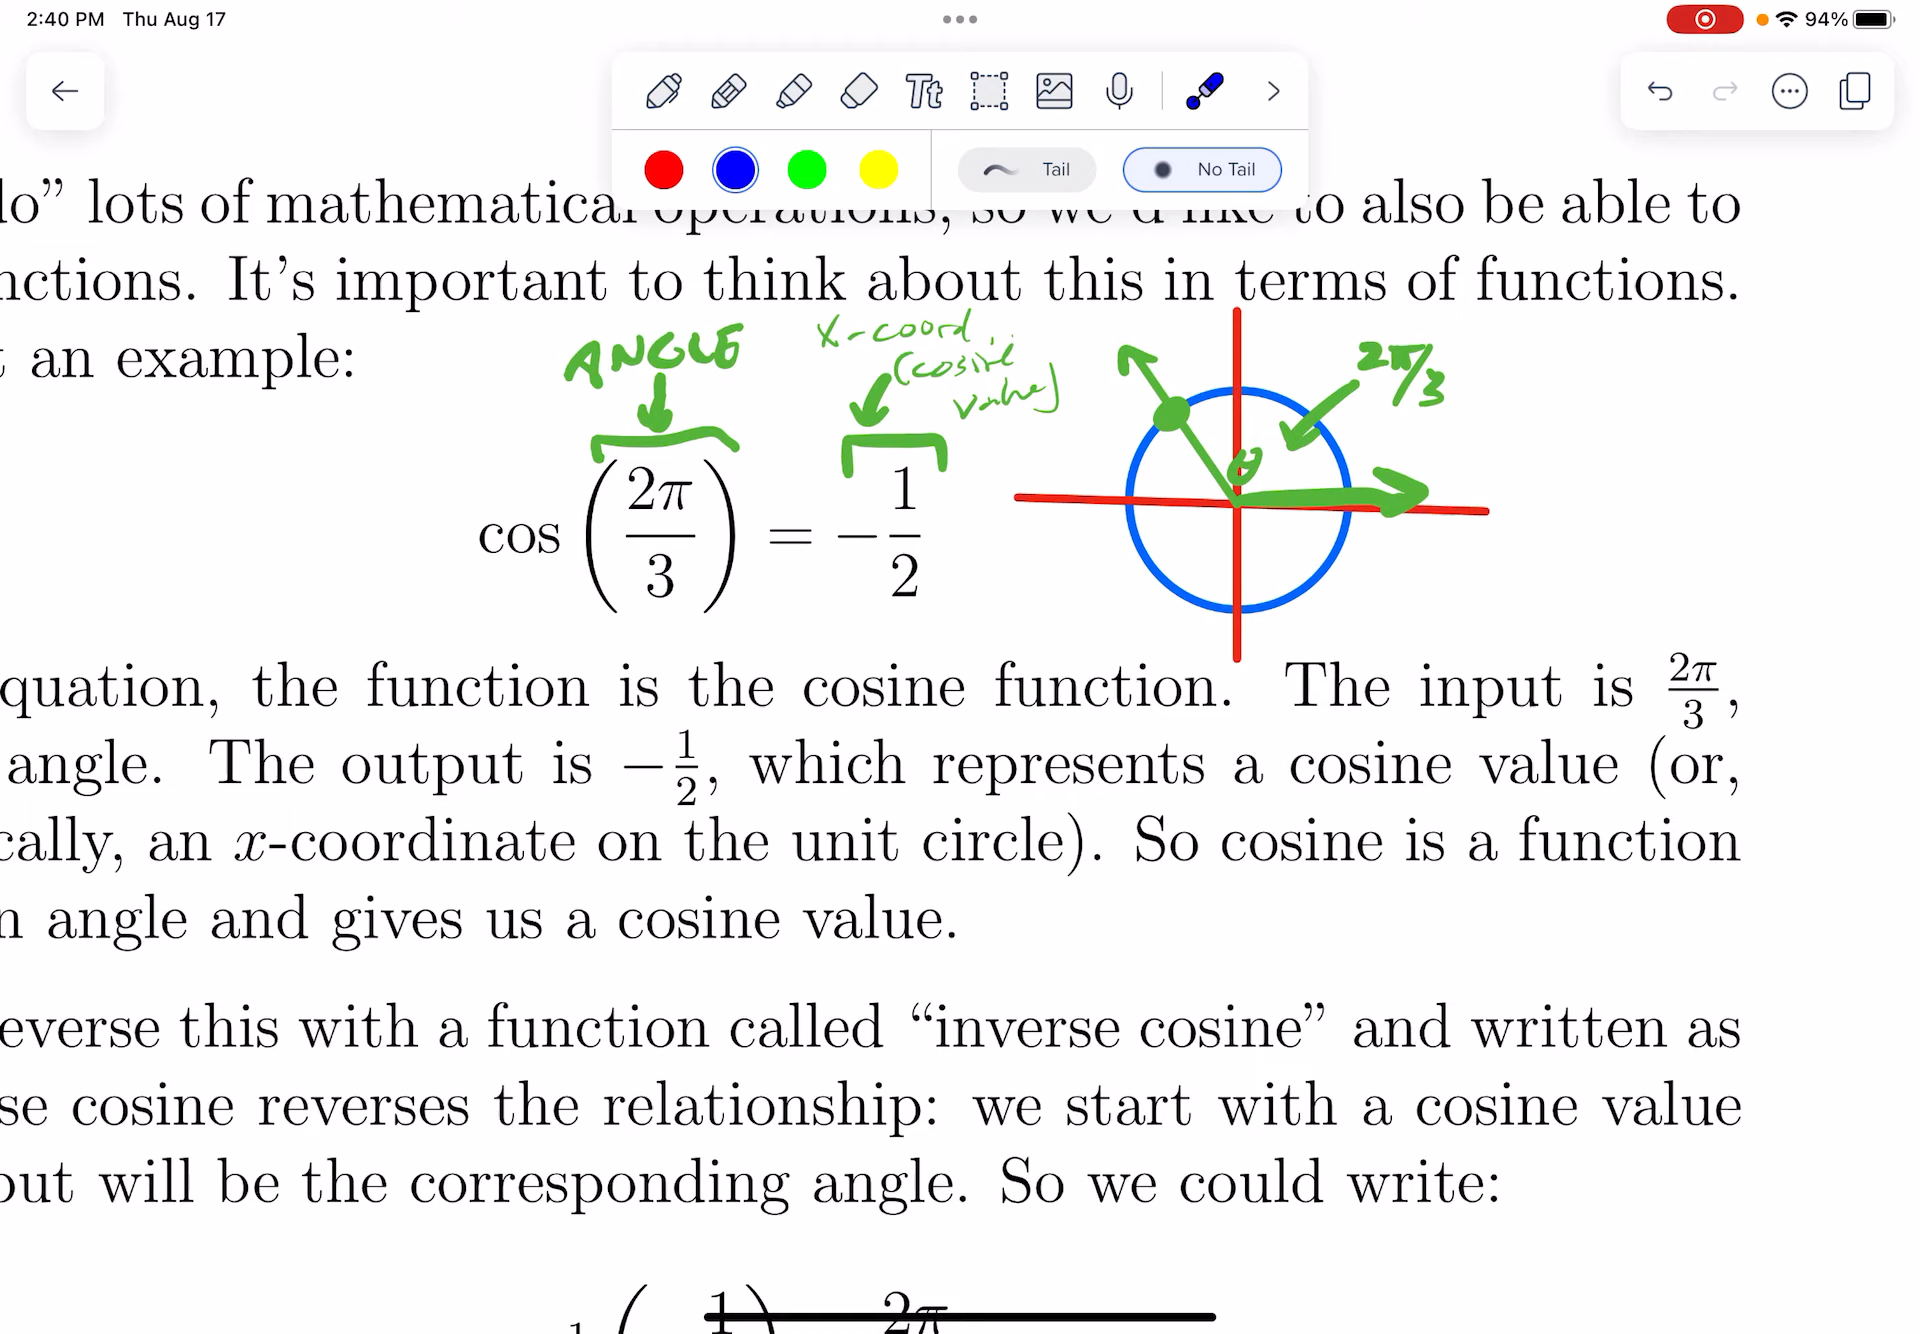 2:40 PM Thu Aug 17
94%
Tt
Tail
No Tail
lo” lots of mathematical operations, so we’d like to also be able to
nctions. It’s important to think about this in terms of functions.
an example:
ANGLE
x-coord
(cosine
value)
2π/3
θ
cos(2π/3) = −1/2
quation, the function is the cosine function. The input is 2π/3,
angle. The output is −1/2, which represents a cosine value (or,
cally, an x-coordinate on the unit circle). So cosine is a function
n angle and gives us a cosine value.
everse this with a function called “inverse cosine” and written as
se cosine reverses the relationship: we start with a cosine value
out will be the corresponding angle. So we could write:
1 ( 1 ) 2π